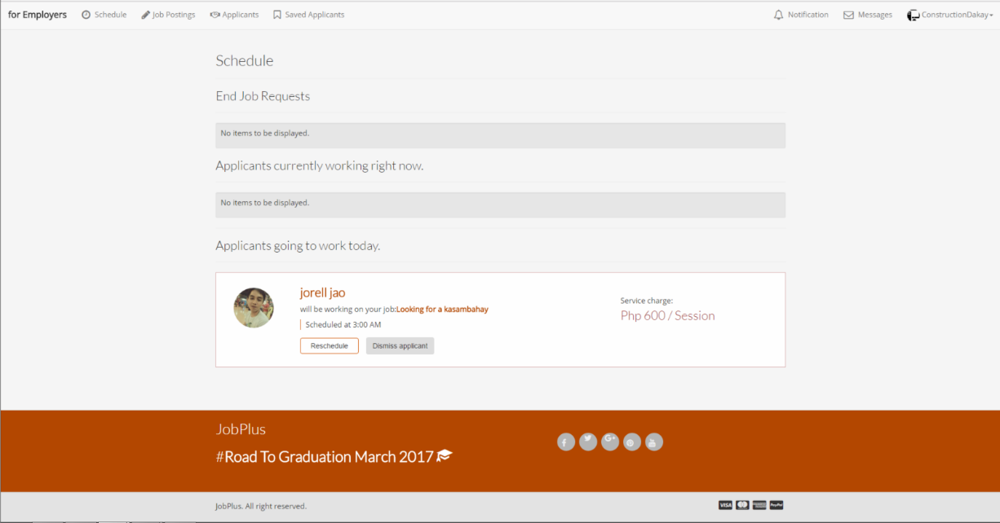 for Employers Schedule Job Postings Applicants Saved Applicants Notification Messages ConstructionDakay
Schedule
End Job Requests
No items to be displayed.
Applicants currently working right now.
No items to be displayed.
Applicants going to work today.
jorell jao
will be working on your job:Looking for a kasambahay
Scheduled at 3:00 AM
Reschedule Dismiss applicant
Service charge:
Php 600 / Session
JobPlus
#Road To Graduation March 2017
JobPlus. All right reserved.
VISA
PayPal